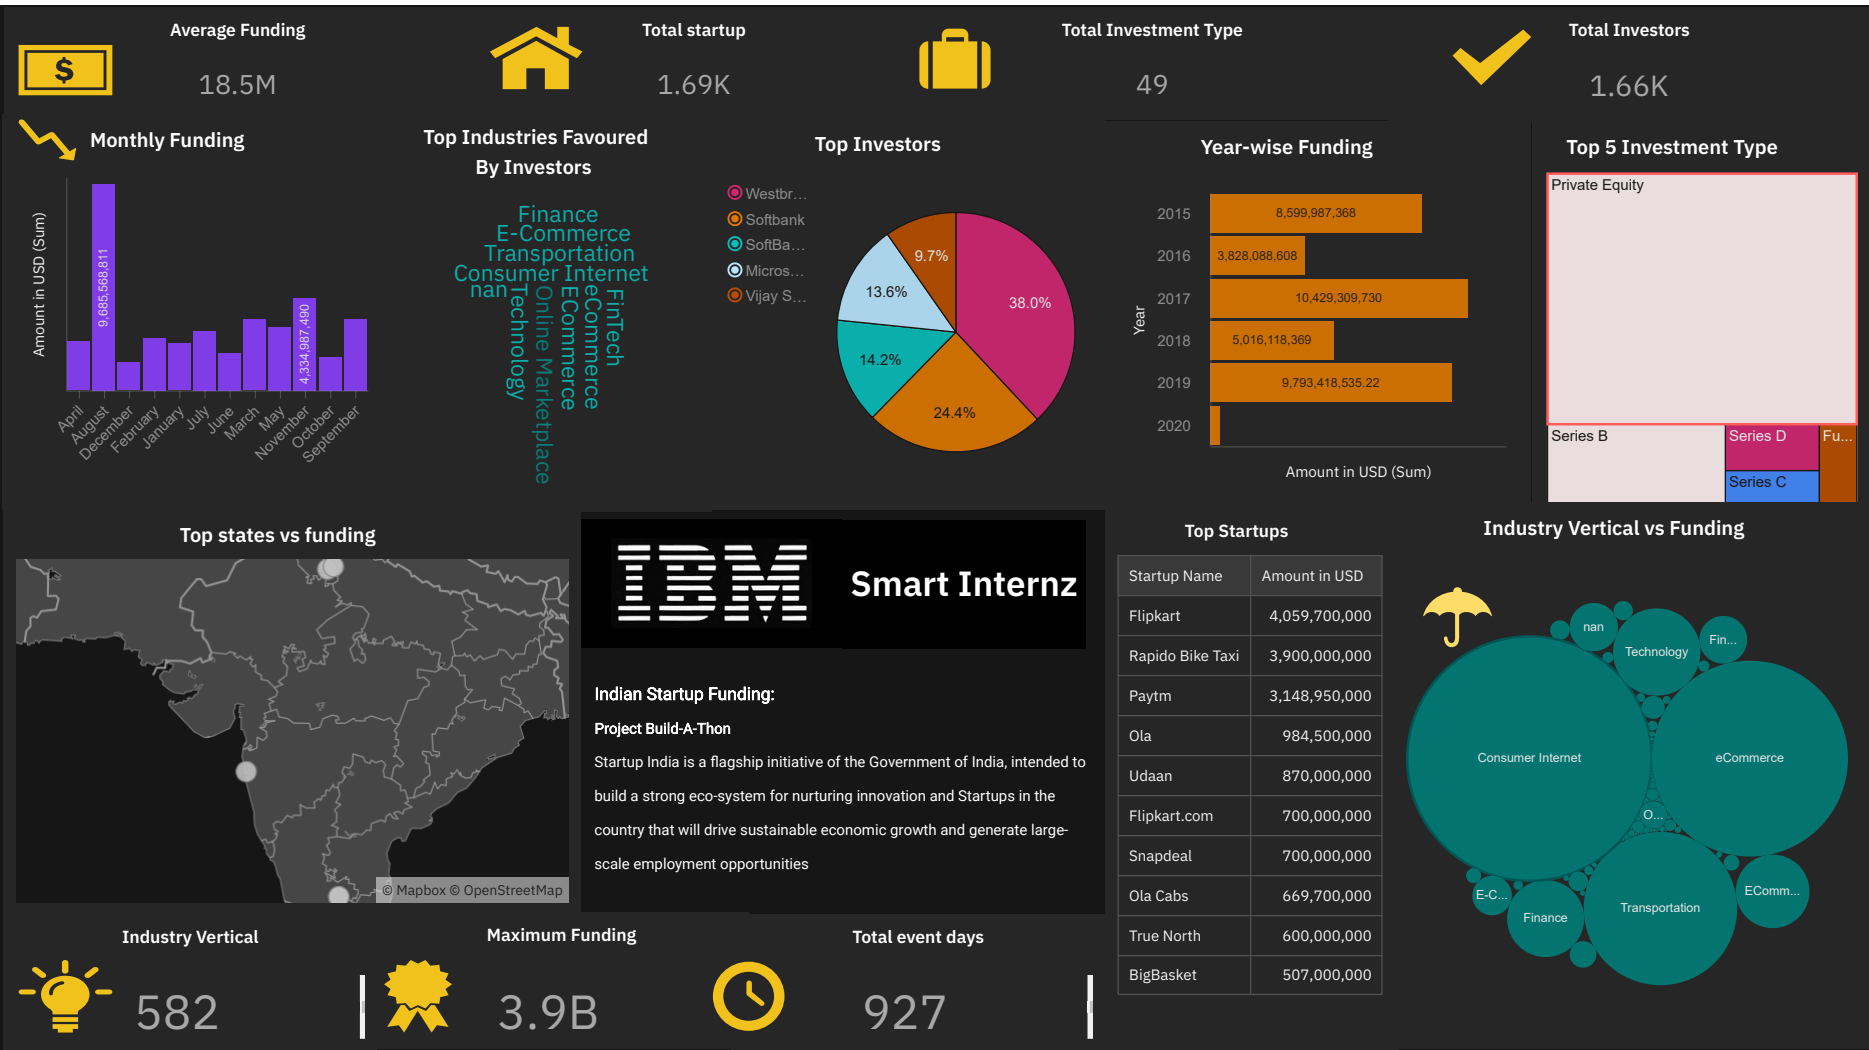 Average Funding
18.5M
Total startup
1.69K
Total Investment Type
49
Total Investors
1.66K
Monthly Funding
Amount in USD (Sum)
9,685,568,811
4,334,987,490
April
August
December
February
January
July
June
March
May
November
October
September
Top Industries Favoured
By Investors
Finance
E-Commerce
Transportation
Consumer Internet
nan
Technology
Online Marketplace
ECommerce
eCommerce
FinTech
Top Investors
Westbr...
Softbank
SoftBa...
Micros...
Vijay S...
9.7%
38.0%
13.6%
14.2%
24.4%
Year-wise Funding
Year
2015
8,599,987,368
2016
3,828,088,608
2017
10,429,309,730
2018
5,016,118,369
2019
9,793,418,535.22
2020
Amount in USD (Sum)
Top 5 Investment Type
Private Equity
Series B
Series D
Fu...
Series C
Top states vs funding
© Mapbox © OpenStreetMap
IBM
Smart Internz
Indian Startup Funding:
Project Build-A-Thon
Startup India is a flagship initiative of the Government of India, intended to
build a strong eco-system for nurturing innovation and Startups in the
country that will drive sustainable economic growth and generate large-
scale employment opportunities
Top Startups
Startup Name Amount in USD
Flipkart 4,059,700,000
Rapido Bike Taxi 3,900,000,000
Paytm 3,148,950,000
Ola 984,500,000
Udaan 870,000,000
Flipkart.com 700,000,000
Snapdeal 700,000,000
Ola Cabs 669,700,000
True North 600,000,000
BigBasket 507,000,000
Industry Vertical vs Funding
nan
Technology
Fin...
Consumer Internet
eCommerce
O...
E-C...
Finance
Transportation
EComm...
Industry Vertical
582
Maximum Funding
3.9B
Total event days
927